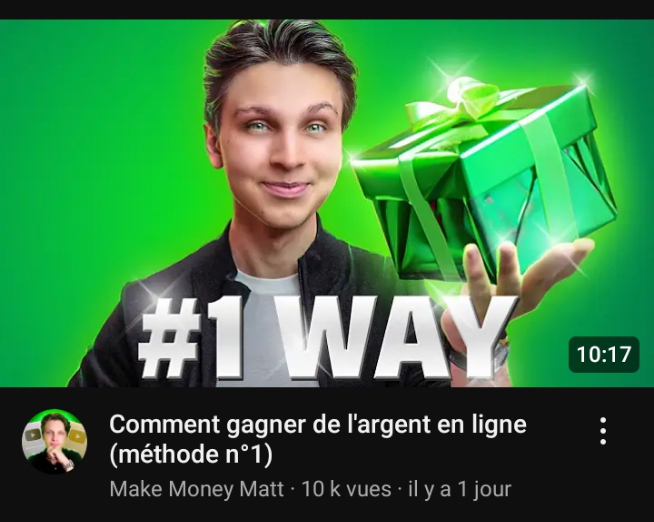 #1 WAY
10:17
Comment gagner de l'argent en ligne
(méthode n°1)
Make Money Matt · 10 k vues · il y a 1 jour